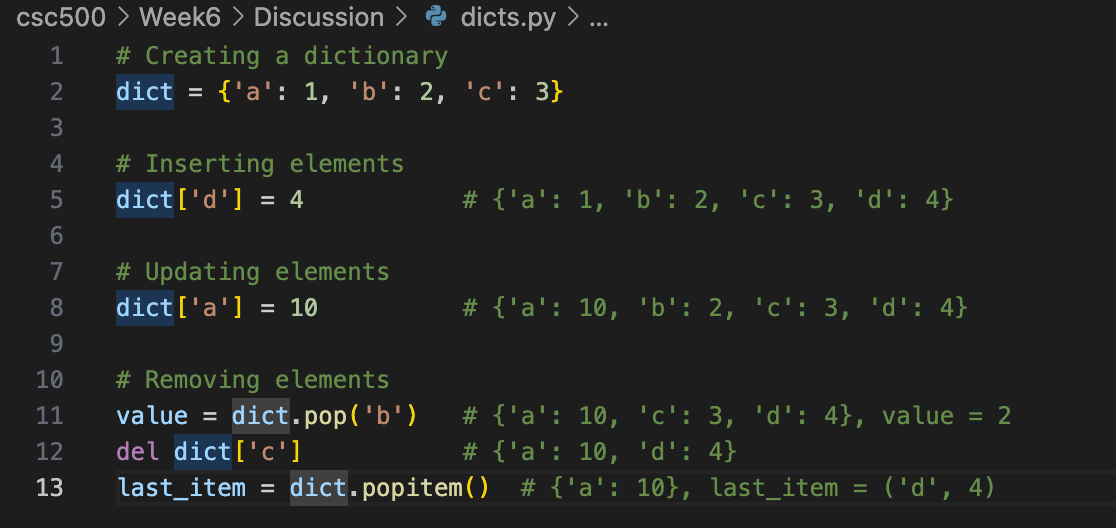 csc500 > Week6 > Discussion > dicts.py > ...
1 # Creating a dictionary
2 dict = {'a': 1, 'b': 2, 'c': 3}
3
4 # Inserting elements
5 dict['d'] = 4 # {'a': 1, 'b': 2, 'c': 3, 'd': 4}
6
7 # Updating elements
8 dict['a'] = 10 # {'a': 10, 'b': 2, 'c': 3, 'd': 4}
9
10 # Removing elements
11 value = dict.pop('b') # {'a': 10, 'c': 3, 'd': 4}, value = 2
12 del dict['c'] # {'a': 10, 'd': 4}
13 last_item = dict.popitem() # {'a': 10}, last_item = ('d', 4)